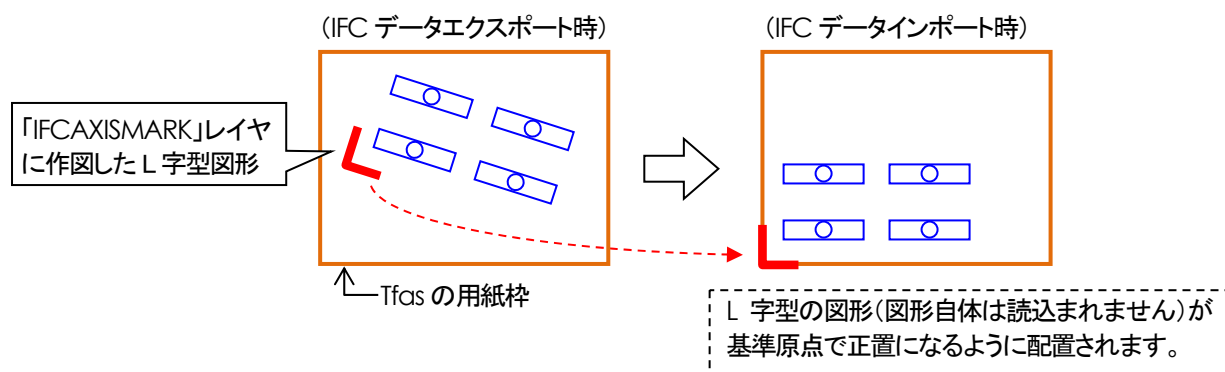 (IFC データエクスポート時)
(IFC データインポート時)
「IFCAXISMARK」レイヤ
に作図した L 字型図形
Tfas の用紙枠
L 字型の図形(図形自体は読込まれません)が
基準原点で正置になるように配置されます。